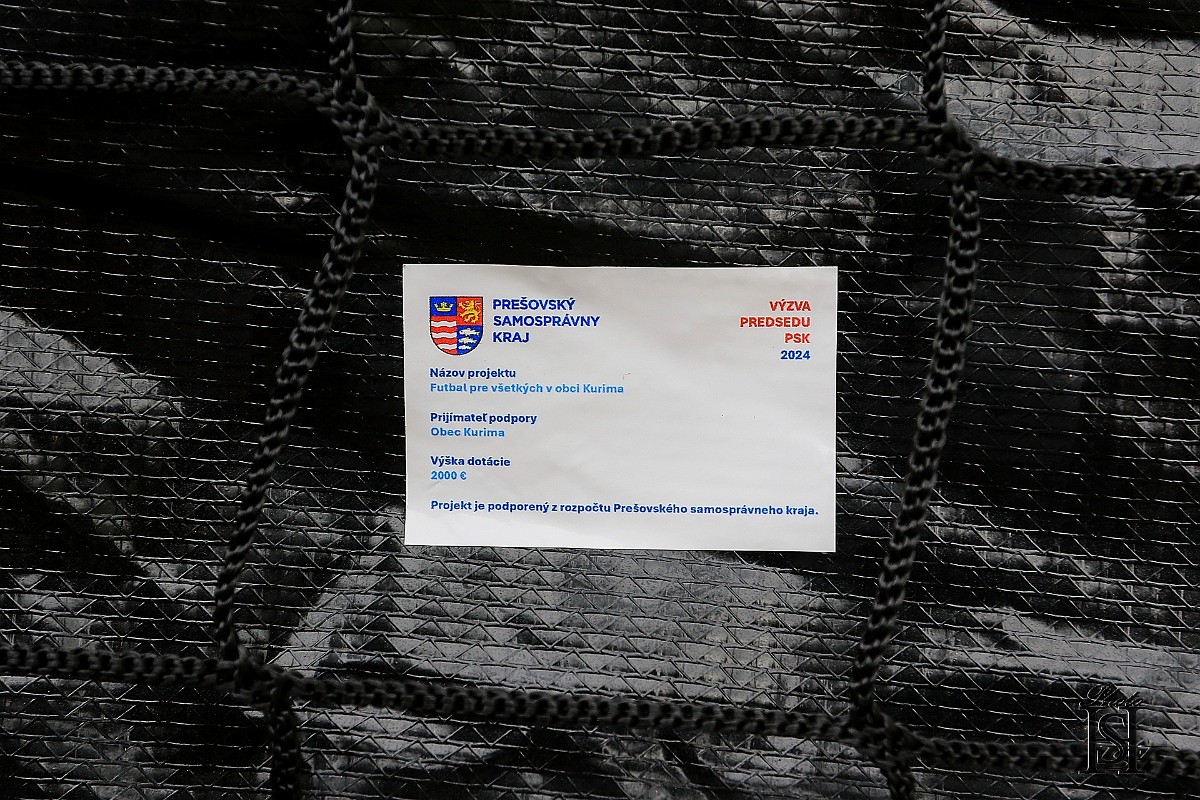 PREŠOVSKÝ
SAMOSPRÁVNY
KRAJ
VÝZVA
PREDSEDU
PSK
2024
Názov projektu
Futbal pre všetkých v obci Kurima
Prijímateľ podpory
Obec Kurima
Výška dotácie
2000 €
Projekt je podporený z rozpočtu Prešovského samosprávneho kraja.